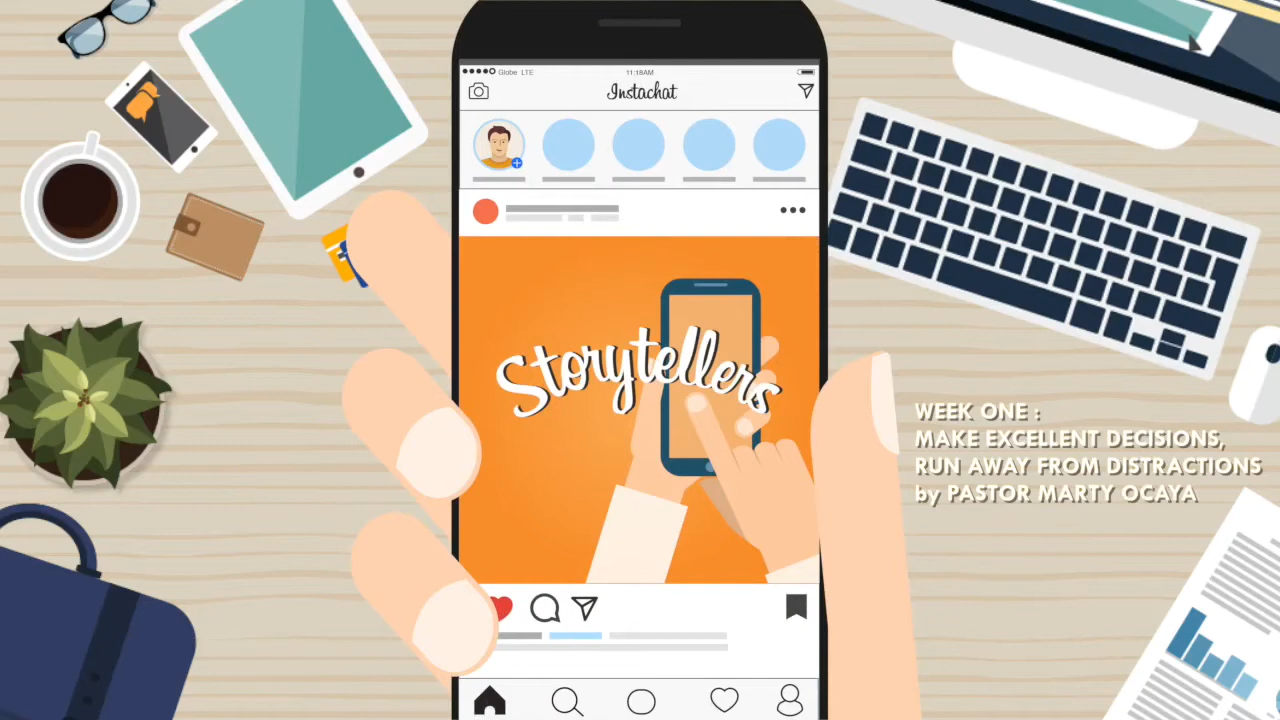 Globe LTE
11:18AM
Instachat
Storytellers
WEEK ONE :
MAKE EXCELLENT DECISIONS,
RUN AWAY FROM DISTRACTIONS
by PASTOR MARTY OCAYA